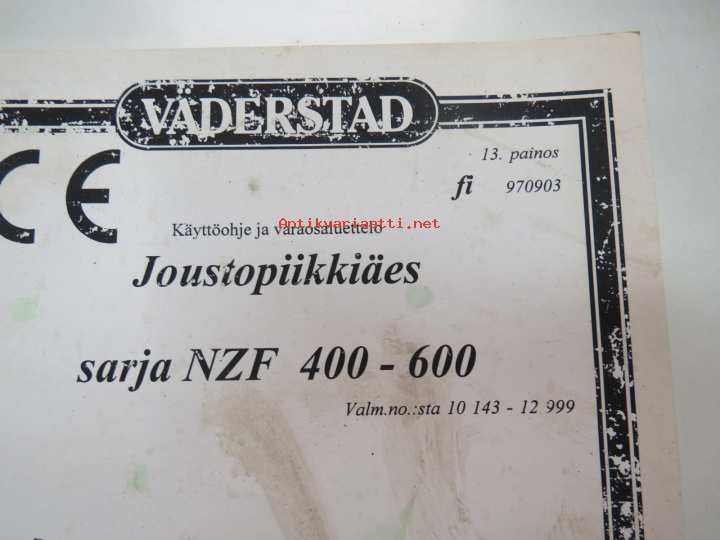 VÄDERSTAD
13. painos
CE
fi 970903
Antikvariantti.net
Käyttöohje ja varaosaluettelo
Joustopiikkiäes
sarja NZF 400 - 600
Valm.no.:sta 10 143 - 12 999